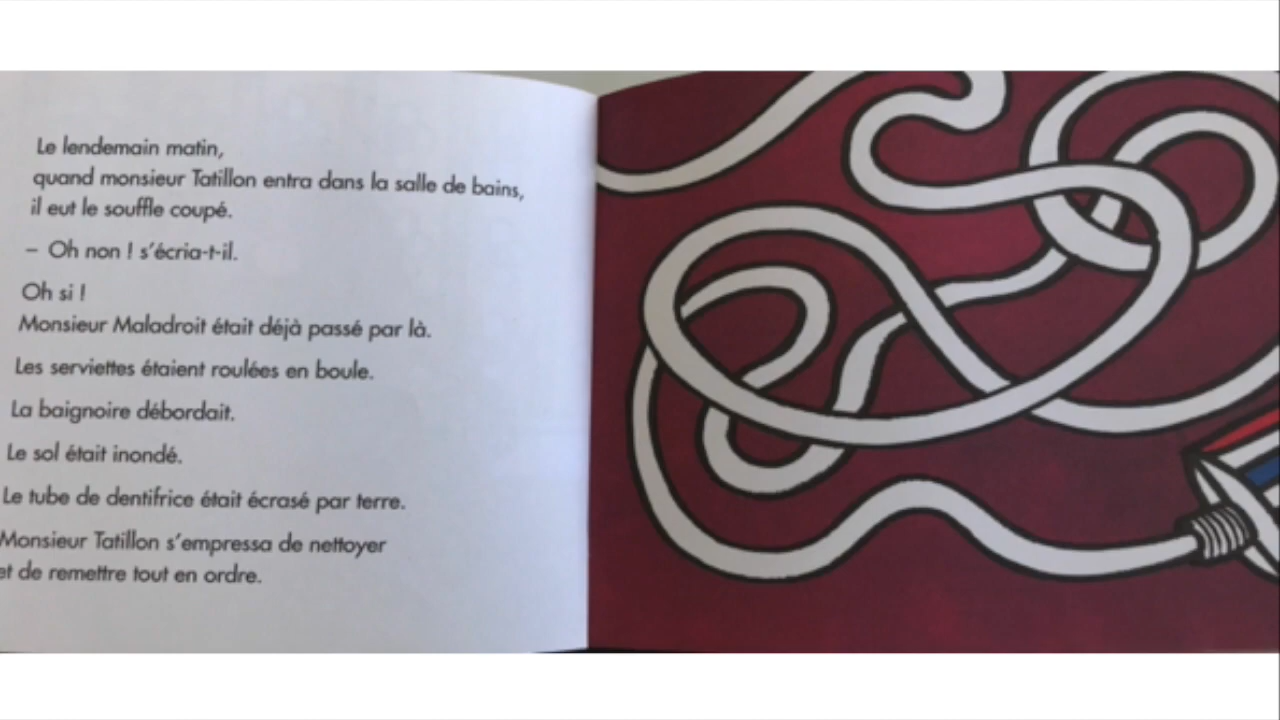 Le lendemain matin,
quand monsieur Tatillon entra dans la salle de bains,
il eut le souffle coupé.
– Oh non ! s'écria-t-il.
Oh si !
Monsieur Maladroit était déjà passé par là.
Les serviettes étaient roulées en boule.
La baignoire débordait.
Le sol était inondé.
Le tube de dentifrice était écrasé par terre.
Monsieur Tatillon s'empressa de nettoyer
et de remettre tout en ordre.